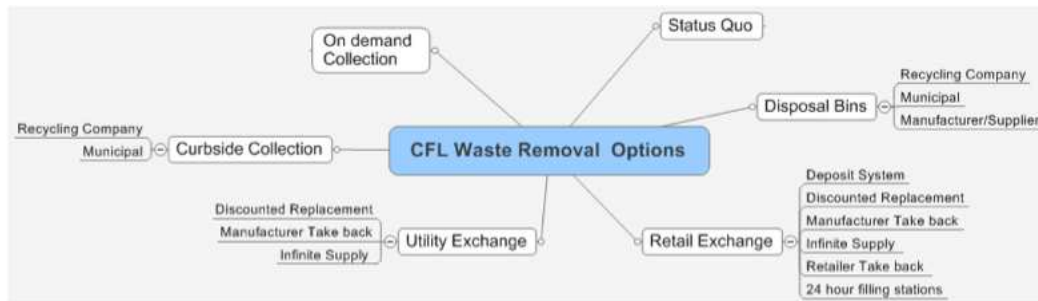 On demand
Collection
Status Quo
Recycling Company
Municipal
Manufacturer/Supplier
Disposal Bins
CFL Waste Removal Options
Recycling Company
Municipal
Curbside Collection
Deposit System
Discounted Replacement
Manufacturer Take back
Infinite Supply
Retailer Take back
24 hour filling stations
Retail Exchange
Discounted Replacement
Manufacturer Take back
Infinite Supply
Utility Exchange